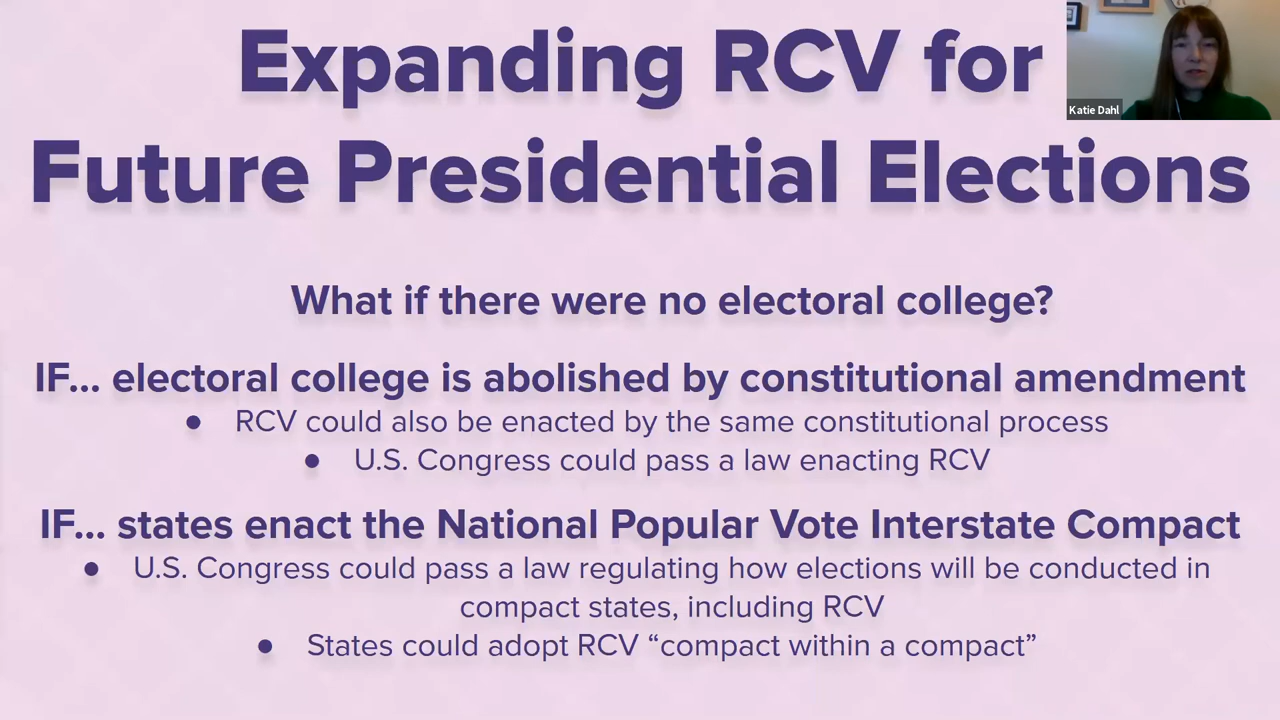 Expanding RCV for
Future Presidential Elections
Katie Dahl
What if there were no electoral college?
IF... electoral college is abolished by constitutional amendment
● RCV could also be enacted by the same constitutional process
● U.S. Congress could pass a law enacting RCV
IF... states enact the National Popular Vote Interstate Compact
● U.S. Congress could pass a law regulating how elections will be conducted in
compact states, including RCV
● States could adopt RCV “compact within a compact”